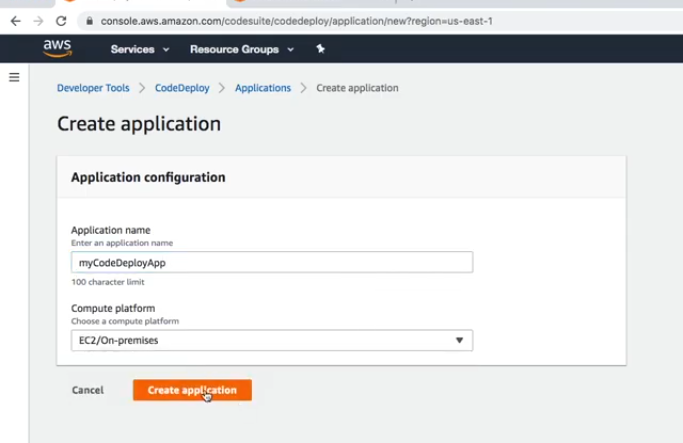 console.aws.amazon.com/codesuite/codedeploy/application/new?region=us-east-1
aws Services Resource Groups
Developer Tools > CodeDeploy > Applications > Create application
Create application
Application configuration
Application name
Enter an application name
myCodeDeployApp
100 character limit
Compute platform
Choose a compute platform
EC2/On-premises
Cancel Create application